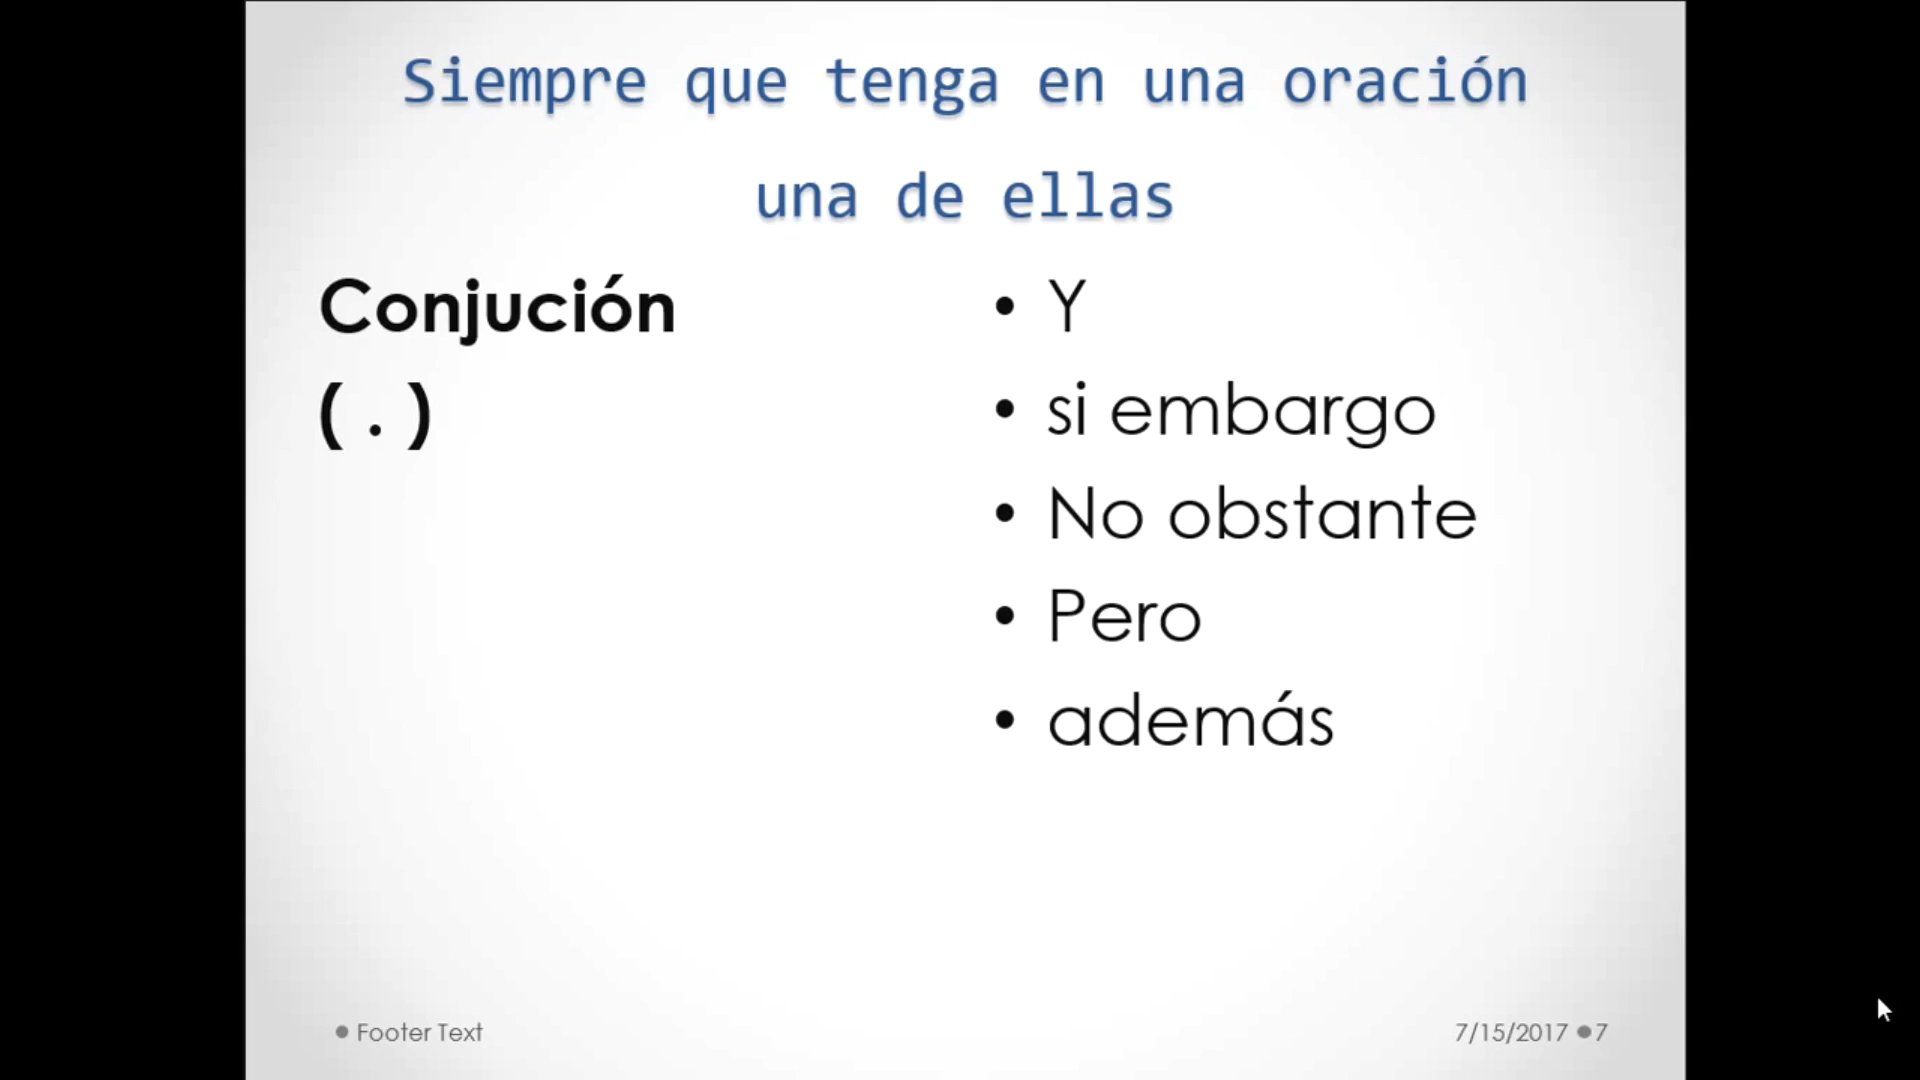 Siempre que tenga en una oración
una de ellas
Conjución
( . )
• Y
• si embargo
• No obstante
• Pero
• además
• Footer Text
7/15/2017 • 7